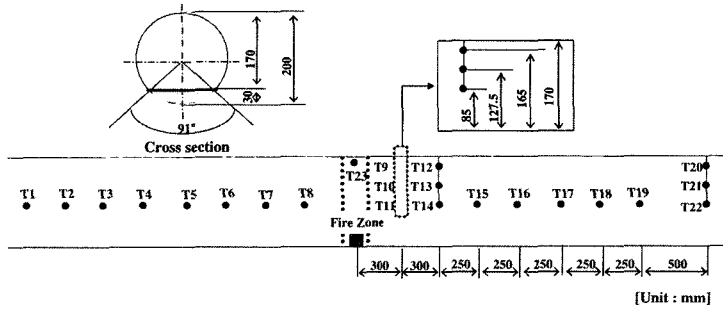 170
200
30
91°
Cross section
85
127.5
165
170
T1 T2 T3 T4 T5 T6 T7 T8
T23
T9 T12
T10 T13
T11 T14
T15 T16 T17 T18 T19
T20
T21
T22
Fire Zone
300 300 250 250 250 250 250 500
[Unit : mm]